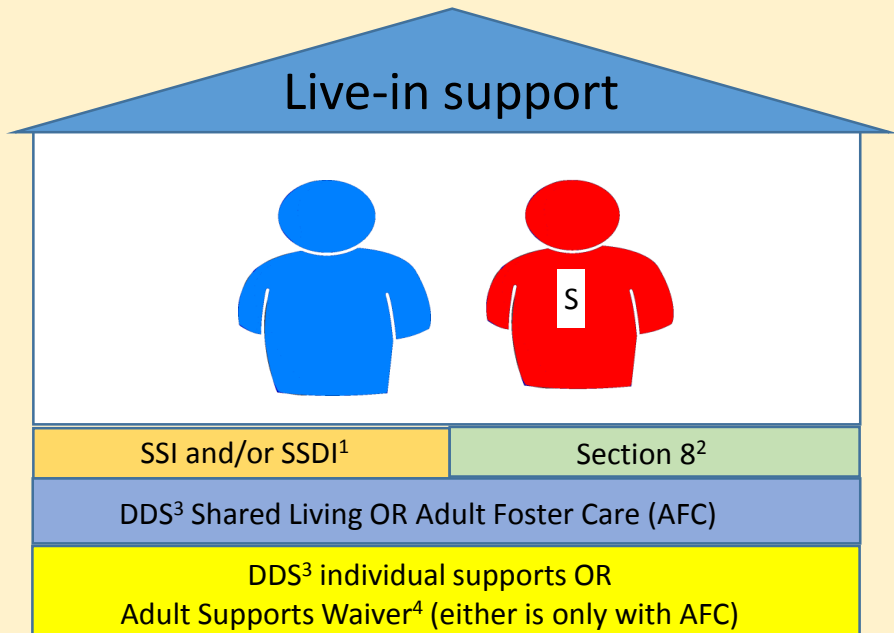 Live-in support
S
SSI and/or SSDI¹
Section 8²
DDS³ Shared Living OR Adult Foster Care (AFC)
DDS³ individual supports OR
Adult Supports Waiver⁴ (either is only with AFC)